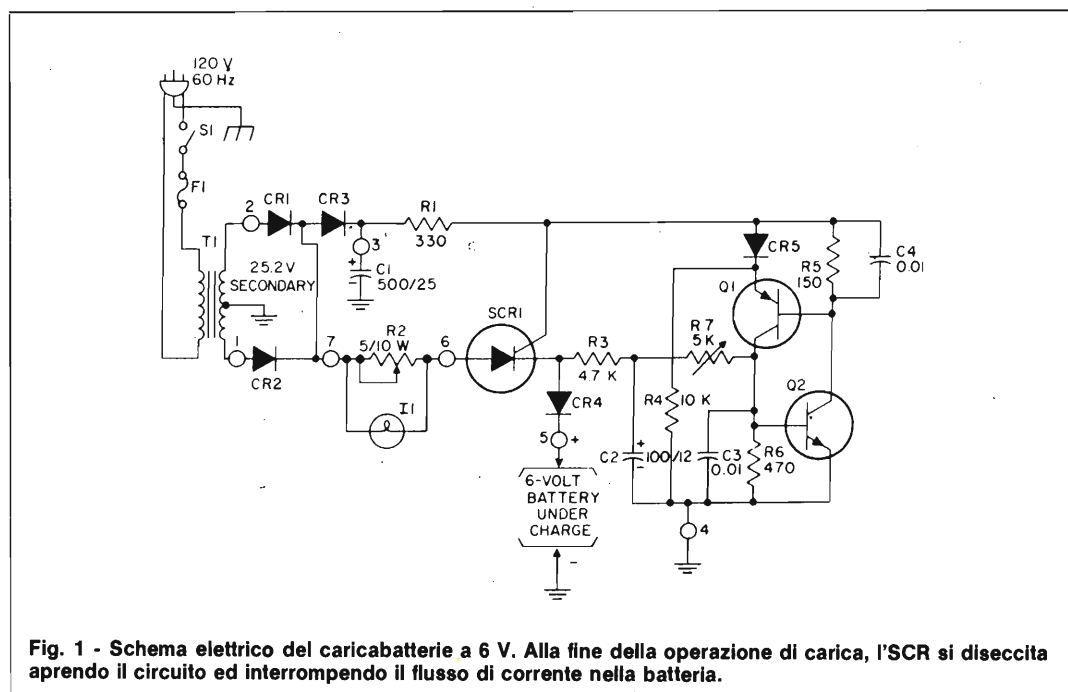 120 V
60 Hz
S1
F1
T1
25.2 V
SECONDARY
2
CR1
CR3
3
C1
500/25
R1
330
1
CR2
7
R2
5/10 W
6
I1
SCR1
CR4
5
+
6-VOLT
BATTERY
UNDER
CHARGE
-
R3
4.7 K
C2
+
-
100/12
R4
10 K
R7
5K
C3
0.01
R6
470
4
CR5
Q1
R5
150
C4
0.01
Q2
Fig. 1 - Schema elettrico del caricabatterie a 6 V. Alla fine della operazione di carica, l'SCR si diseccita
aprendo il circuito ed interrompendo il flusso di corrente nella batteria.